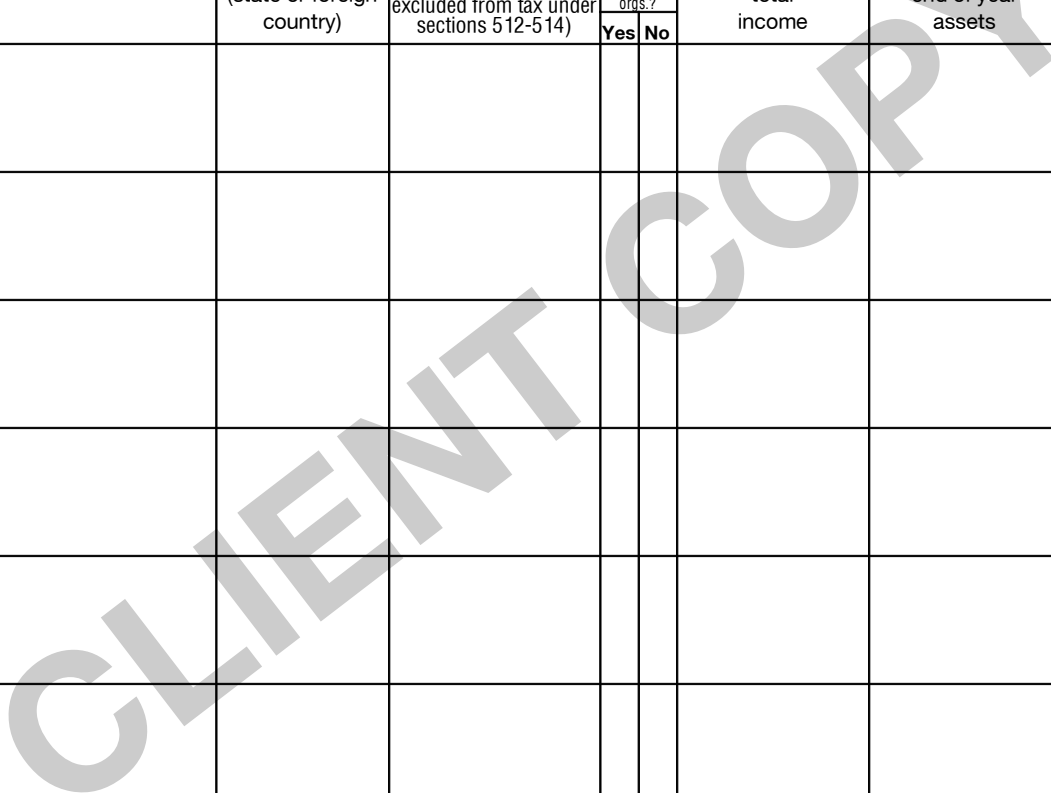 (state or foreign
country)
excluded from tax under
sections 512-514)
orgs.?
Yes No
total
income
end-of-year
assets
CLIENT COPY